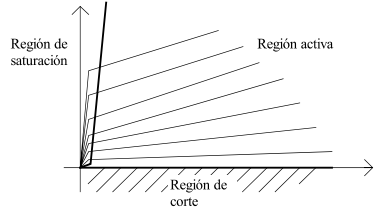 Región de
saturación
Región activa
Región de
corte